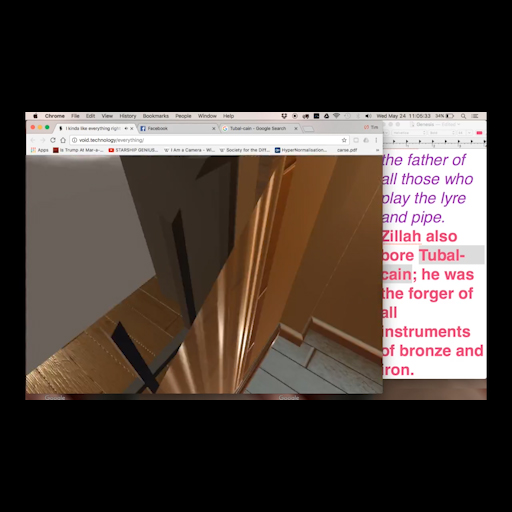 Chrome File Edit View History Bookmarks People Window Help
Wed May 24 11:05:33 34%
I kinda like everything right
Facebook
Tubal-cain - Google Search
void.technology/everything/
Apps
Is Trump At Mar-a-...
STARSHIP GENIUS...
I Am a Camera - Wi...
Society for the Diff...
HyperNormalisation...
carse.pdf
the father of
all those who
play the lyre
and pipe.
Zillah also
bore Tubal-
cain; he was
the forger of
all
instruments
of bronze and
iron.